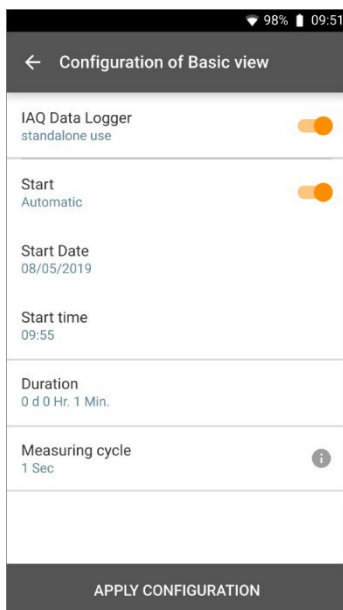 98% 09:51
Configuration of Basic view
IAQ Data Logger
standalone use
Start
Automatic
Start Date
08/05/2019
Start time
09:55
Duration
0 d 0 Hr. 1 Min.
Measuring cycle
1 Sec
APPLY CONFIGURATION